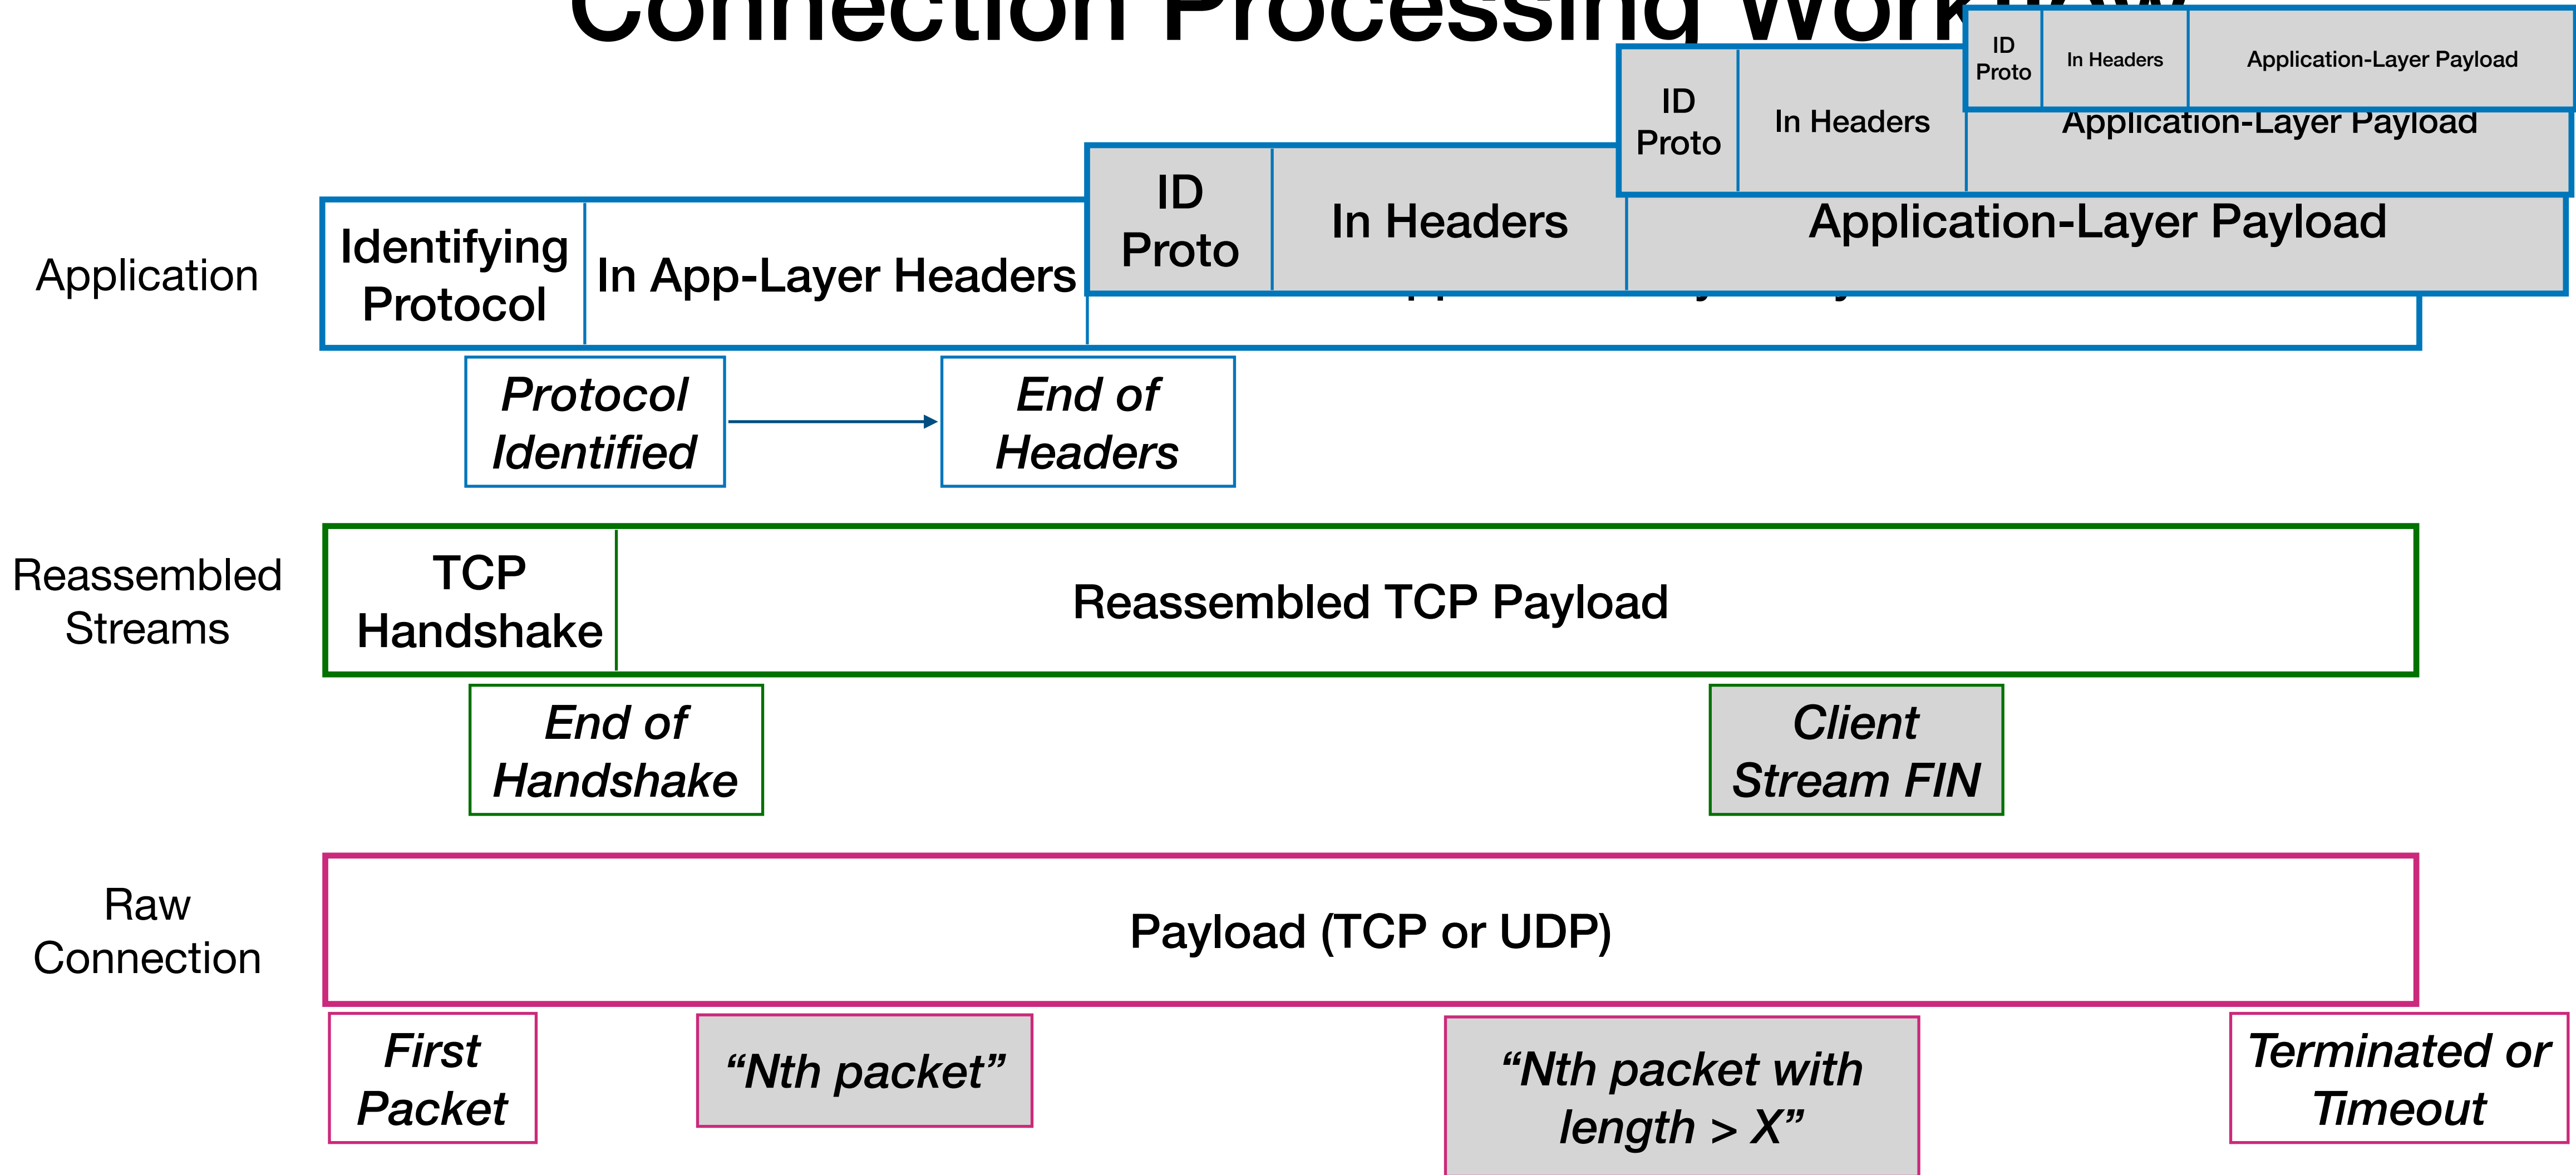 Connection Processing Workflow
ID
Proto
In Headers
Application-Layer Payload
ID
Proto
In Headers
Application-Layer Payload
ID
Proto
In Headers
Application-Layer Payload
Application
Identifying
Protocol
In App-Layer Headers
Protocol
Identified
End of
Headers
Reassembled
Streams
TCP
Handshake
Reassembled TCP Payload
End of
Handshake
Client
Stream FIN
Raw
Connection
Payload (TCP or UDP)
First
Packet
“Nth packet”
“Nth packet with
length > X”
Terminated or
Timeout